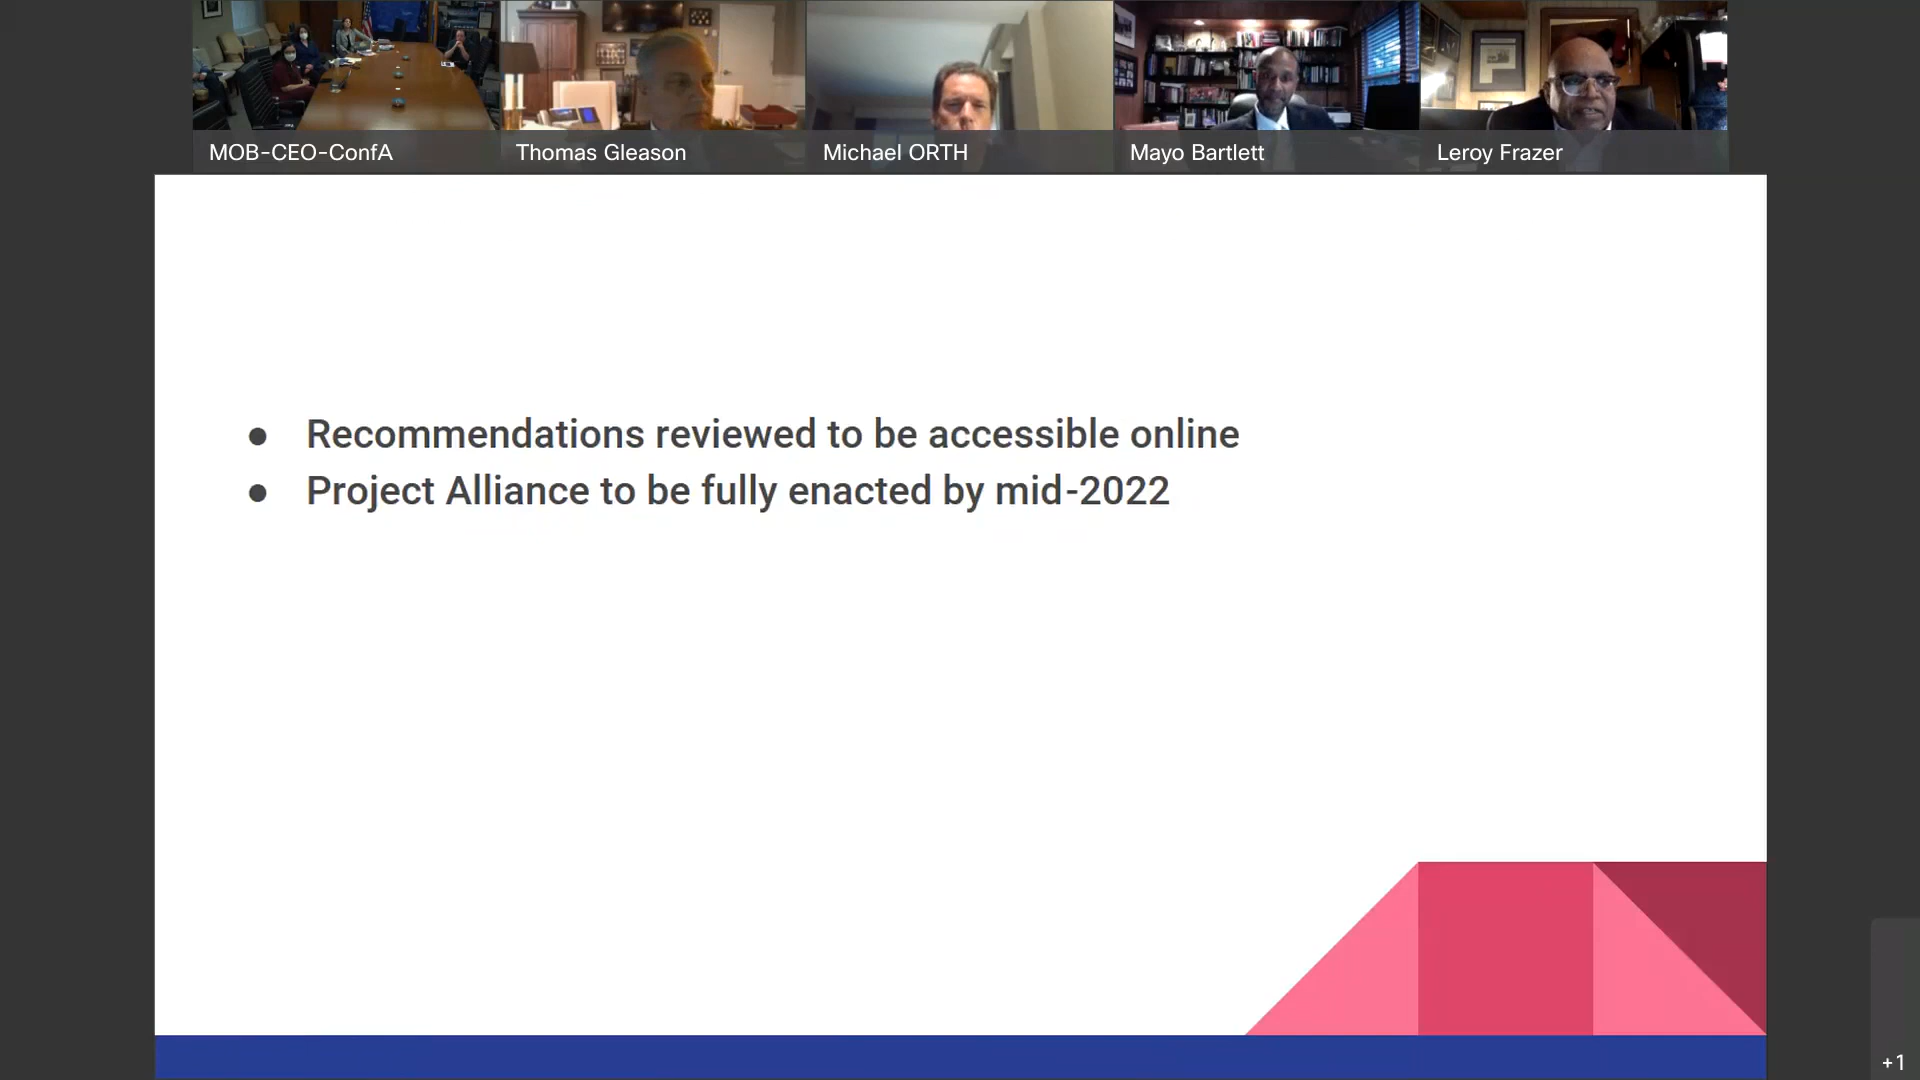 MOB-CEO-ConfA
Thomas Gleason
Michael ORTH
Mayo Bartlett
Leroy Frazer
● Recommendations reviewed to be accessible online
● Project Alliance to be fully enacted by mid-2022
+1